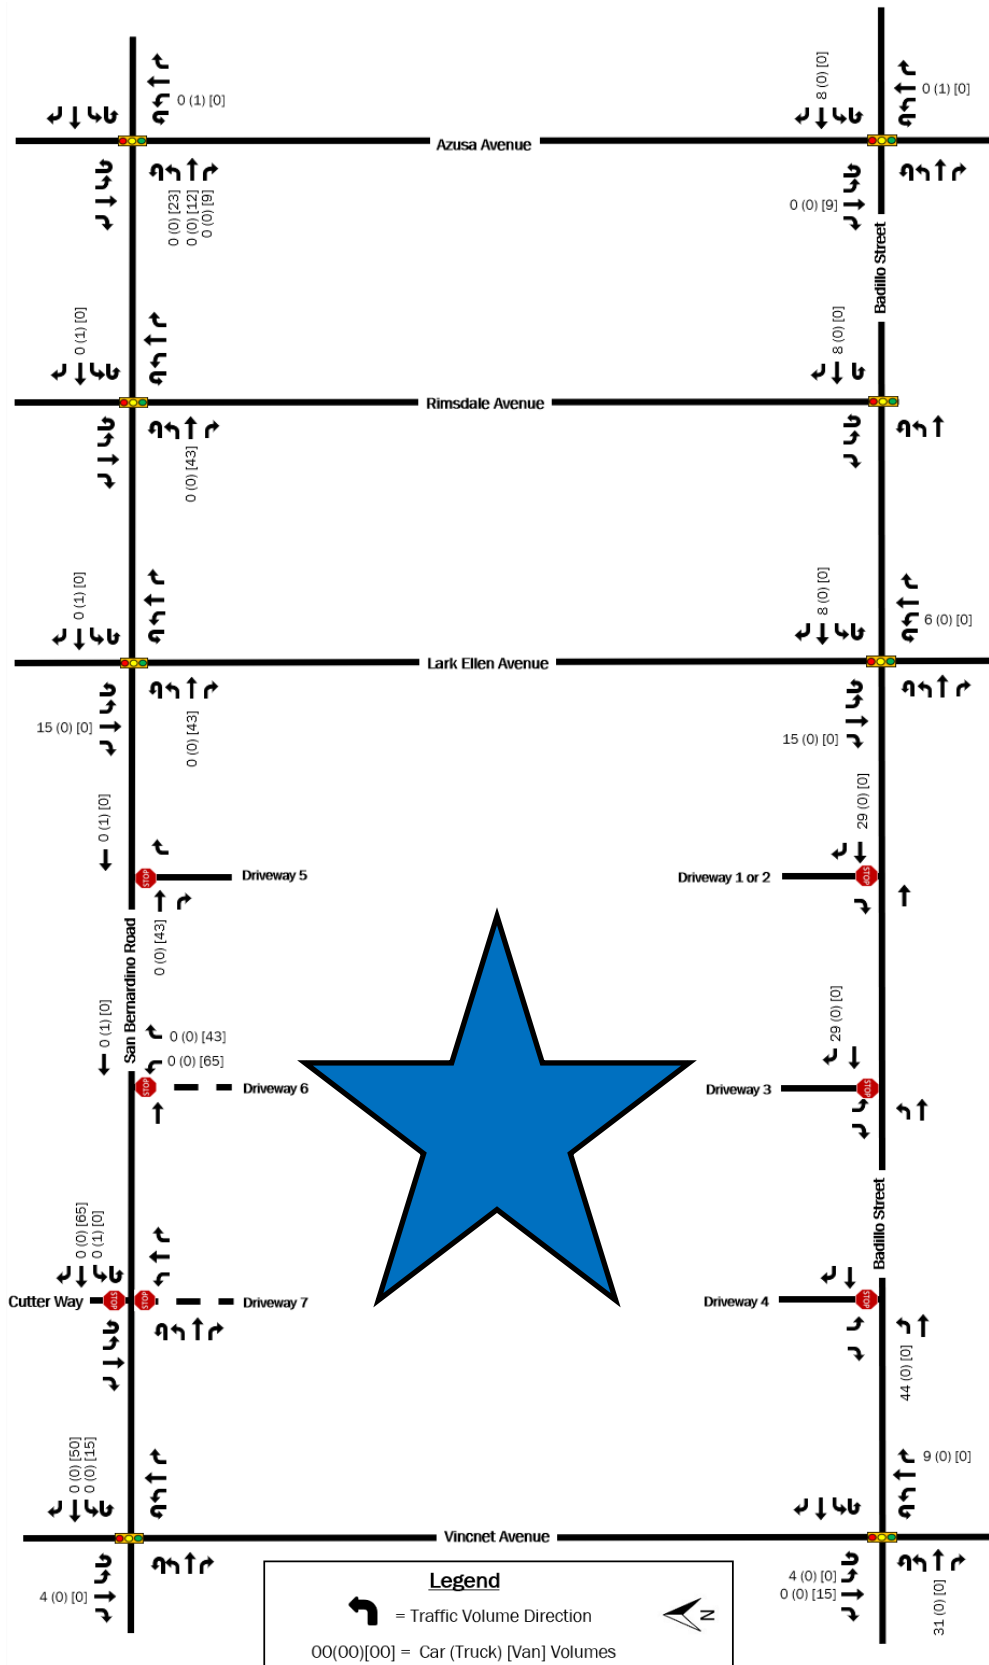 0 (1) [0]
8 (0) [0]
0 (1) [0]
Azusa Avenue
0 (0) [23]
0 (0) [12]
0 (0) [9]
0 (0) [9]
Badillo Street
0 (1) [0]
8 (0) [0]
Rimsdale Avenue
0 (0) [43]
0 (1) [0]
8 (0) [0]
6 (0) [0]
Lark Ellen Avenue
15 (0) [0]
0 (0) [43]
15 (0) [0]
0 (1) [0]
29 (0) [0]
STOP
Driveway 5
Driveway 1 or 2
STOP
0 (0) [43]
San Bernardino Road
0 (1) [0]
0 (0) [43]
0 (0) [65]
29 (0) [0]
STOP
Driveway 6
Driveway 3
STOP
0 (0) [65]
0 (1) [0]
Badillo Street
Cutter Way
STOP
STOP
Driveway 7
Driveway 4
STOP
44 (0) [0]
0 (0) [50]
0 (0) [15]
9 (0) [0]
Vincnet Avenue
4 (0) [0]
4 (0) [0]
0 (0) [15]
31 (0) [0]
Legend
= Traffic Volume Direction
N
00(00)[00] = Car (Truck) [Van] Volumes